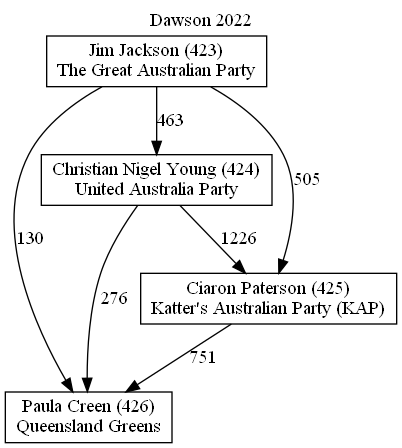 Dawson 2022
Jim Jackson (423)
The Great Australian Party
463
Christian Nigel Young (424)
United Australia Party
505
130
1226
276
Ciaron Paterson (425)
Katter's Australian Party (KAP)
751
Paula Creen (426)
Queensland Greens